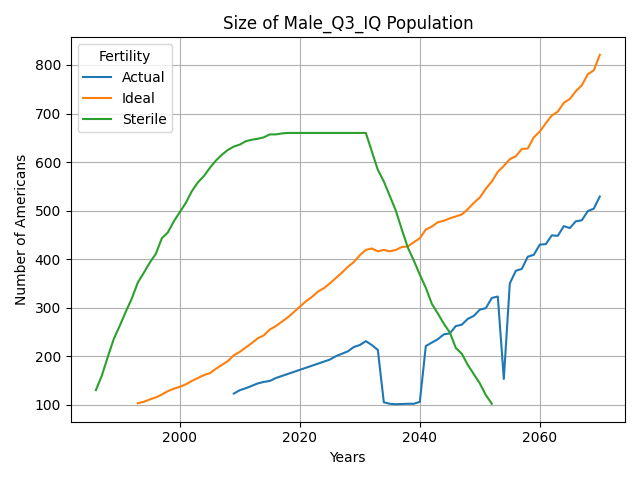 Size of Male_Q3_IQ Population
Fertility
Actual
Ideal
Sterile
Number of Americans
800
700
600
500
400
300
200
100
2000
2020
2040
2060
Years